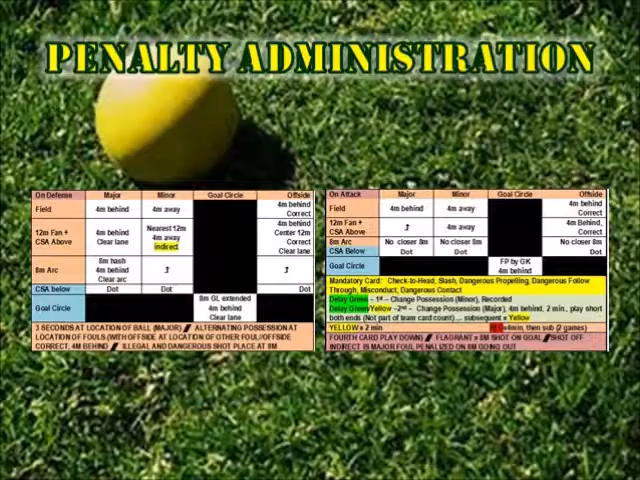 PENALTY ADMINISTRATION
On Defense Major Minor Goal Circle Offside
Field 4m behind 4m away 4m behind Correct
12m Fan + CSA Above 4m behind Clear lane Nearest 12m 4m away indirect 4m behind Center 12m Correct Clear lane
8m Arc 8m hash 4m behind Clear arc
CSA below Dot Dot Dot
Goal Circle 8m GL extended 4m behind Clear lane
3 SECONDS AT LOCATION OF BALL (MAJOR) // ALTERNATING POSSESSION AT
LOCATION OF FOULS (WITH OFFSIDE AT LOCATION OF OTHER FOUL/OFFSIDE
CORRECT, 4M BEHIND // ILLEGAL AND DANGEROUS SHOT PLACE AT 8M
On Attack Major Minor Goal Circle Offside
Field 4m behind 4m away 4m behind Correct
12m Fan + CSA Above 4m away 4m Behind, Correct
8m Arc No closer 8m No closer 8m No closer 8m
CSA Below Dot Dot Dot
Goal Circle FP by GK 4m behind
Mandatory Card: Check-to-Head, Slash, Dangerous Propelling, Dangerous Follow
Through, Misconduct, Dangerous Contact
Delay Green – 1st- Change Possession (Minor), Recorded
Delay Green/Yellow –2nd- Change Possession (Major), 4m behind, 2 min., play short
both ends (Not part of team card count) ... subsequent = Yellow
YELLOW = 2 min RED=4min, then sub (2 games)
FOURTH CARD PLAY DOWN) // FLAGRANT = 8M SHOT ON GOAL //SHOT OFF
INDIRECT IS MAJOR FOUL PENALIZED ON 8M GOING OUT